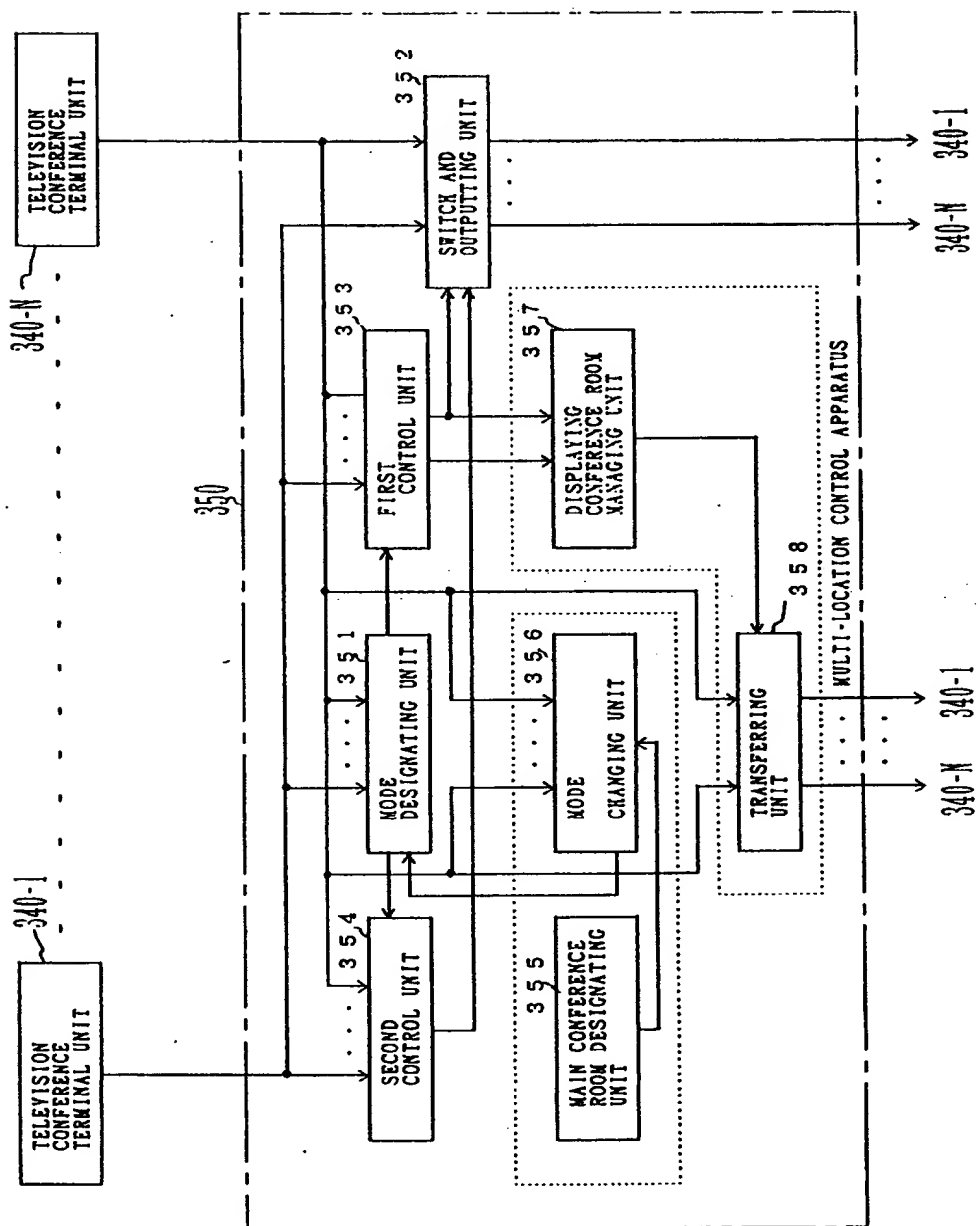 340-1
TELEVISION
CONFERENCE
TERMINAL UNIT
340-N
TELEVISION
CONFERENCE
TERMINAL UNIT
350
354
SECOND
CONTROL UNIT
351
MODE
DESIGNATING UNIT
353
FIRST
CONTROL UNIT
352
SWITCH AND
OUTPUTTING UNIT
355
MAIN CONFERENCE
ROOM DESIGNATING
UNIT
356
MODE
CHANGING UNIT
357
DISPLAYING
CONFERENCE ROOM
MANAGING UNIT
358
TRANSFERRING
UNIT
MULTI-LOCATION CONTROL APPARATUS
340-N
340-1
340-N
340-1